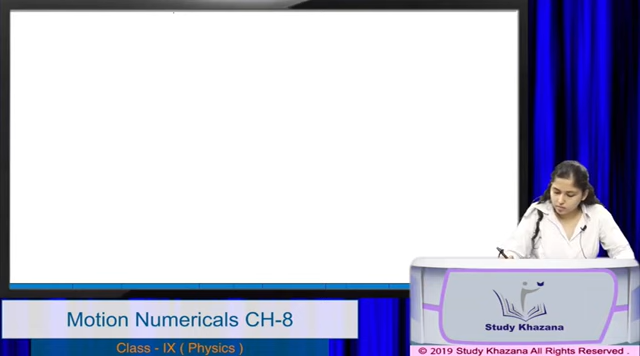 Motion Numericals CH-8
Class - IX ( Physics )
Study Khazana
© 2019 Study Khazana All Rights Reserved